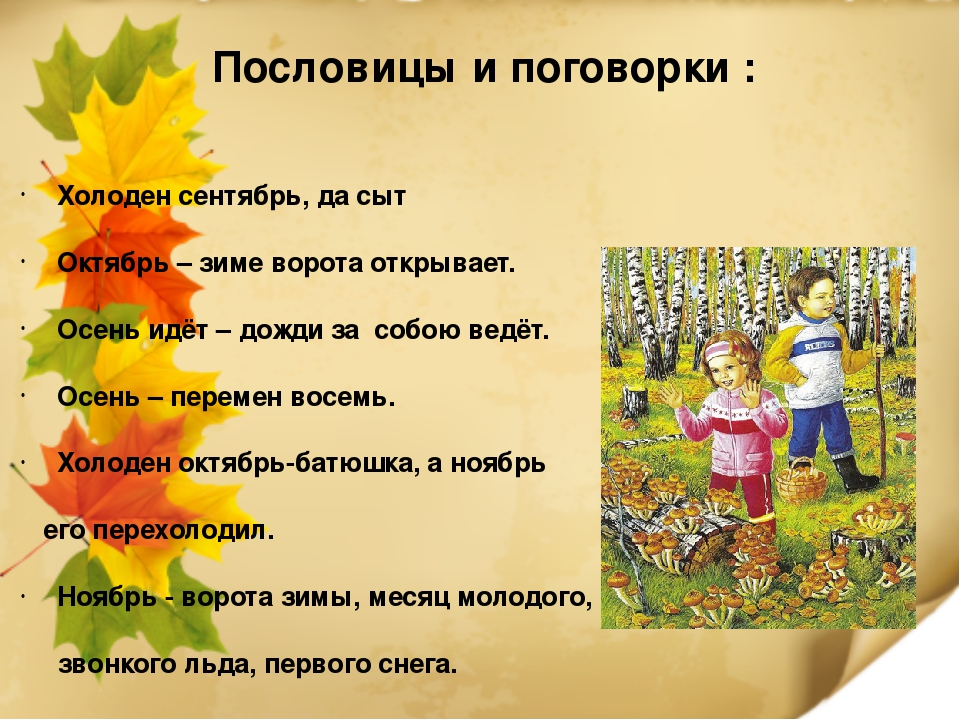 Пословицы и поговорки :
• Холоден сентябрь, да сыт
• Октябрь – зиме ворота открывает.
• Осень идёт – дожди за собою ведёт.
• Осень – перемен восемь.
• Холоден октябрь-батюшка, а ноябрь
его перехолодил.
• Ноябрь - ворота зимы, месяц молодого,
звонкого льда, первого снега.